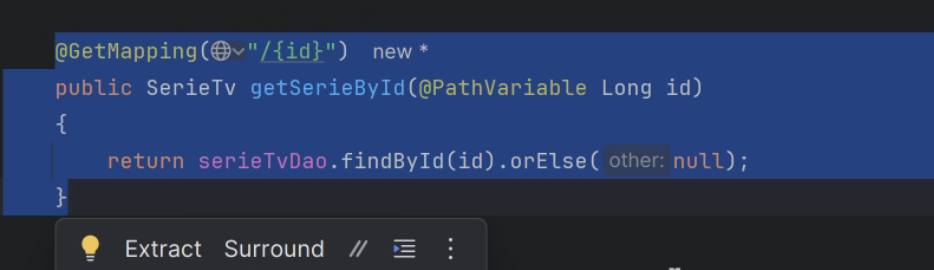 @GetMapping("/{id}") new *
public SerieTv getSerieById(@PathVariable Long id)
{
return serieTvDao.findById(id).orElse( other: null);
}
Extract Surround //